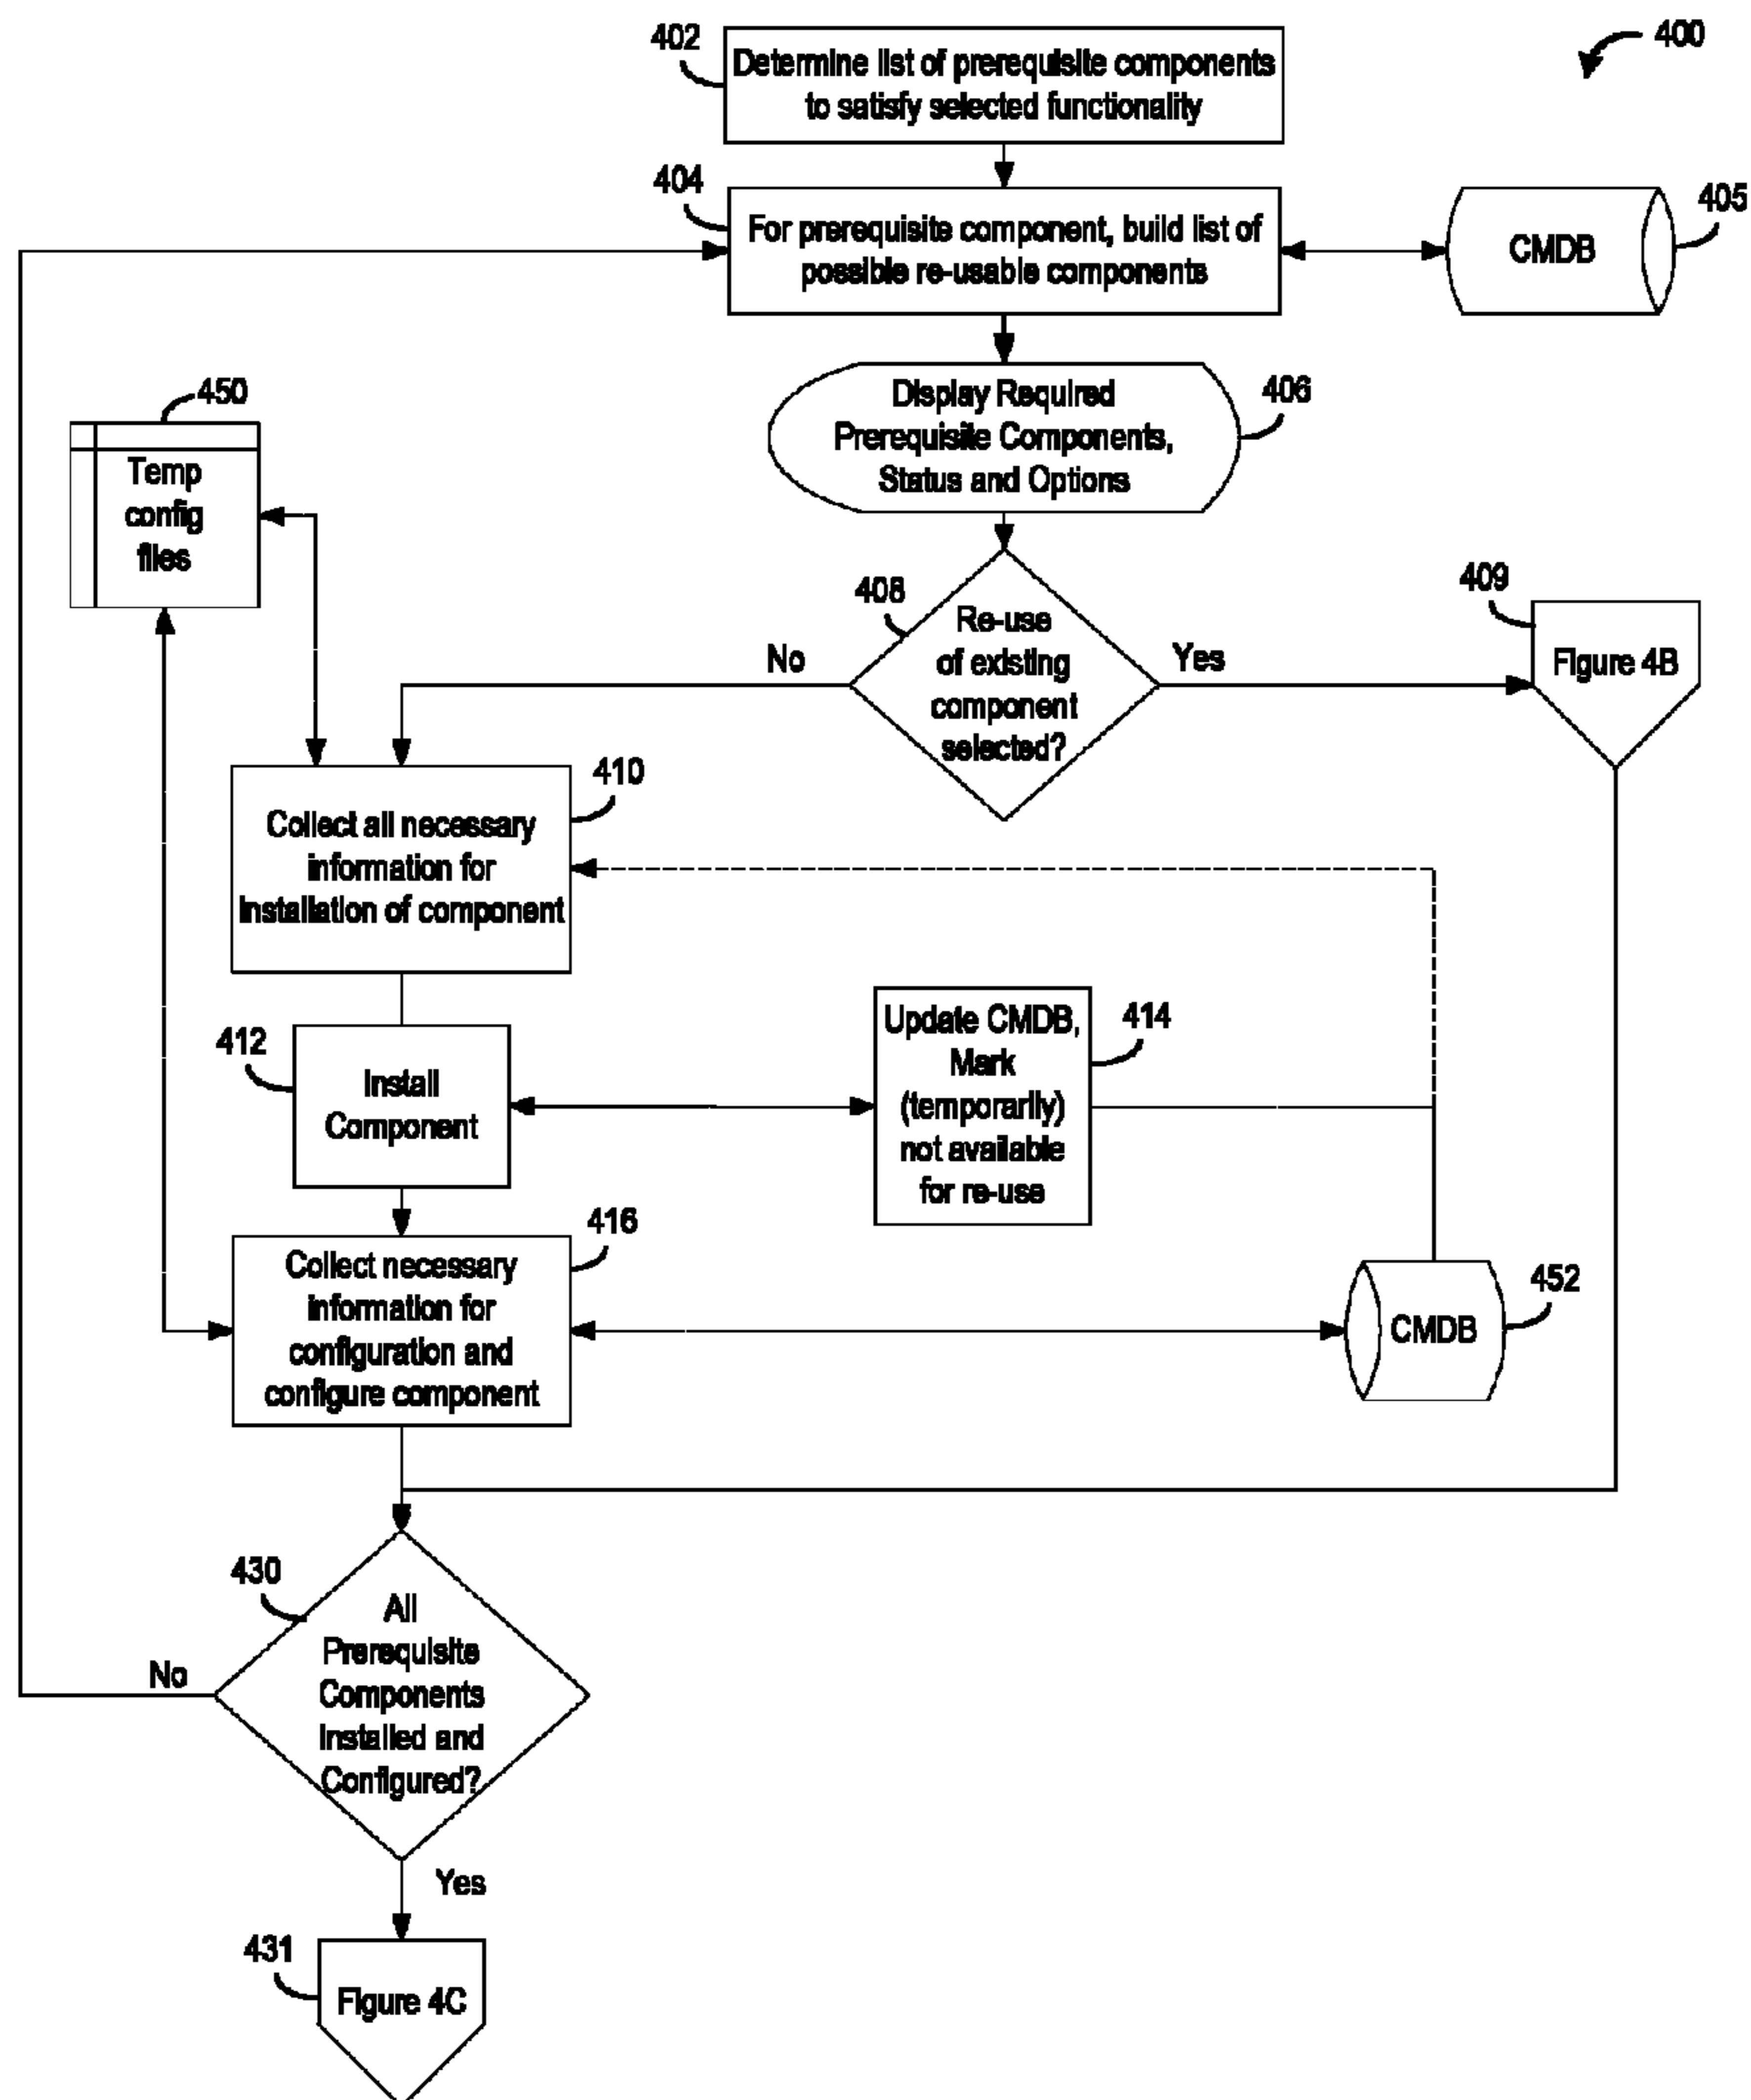 400
402
Determine list of prerequisite components
to satisfy selected functionality
404
For prerequisite component, build list of
possible re-usable components
405
CMDB
406
Display Required
Prerequisite Components,
Status and Options
450
Temp
config
files
408
Re-use
of existing
component
selected?
No
Yes
409
Figure 4B
410
Collect all necessary
information for
installation of component
412
Install
Component
414
Update CMDB,
Mark
(temporarily)
not available
for re-use
416
Collect necessary
information for
configuration and
configure component
452
CMDB
430
All
Prerequisite
Components
Installed and
Configured?
No
Yes
431
Figure 4C